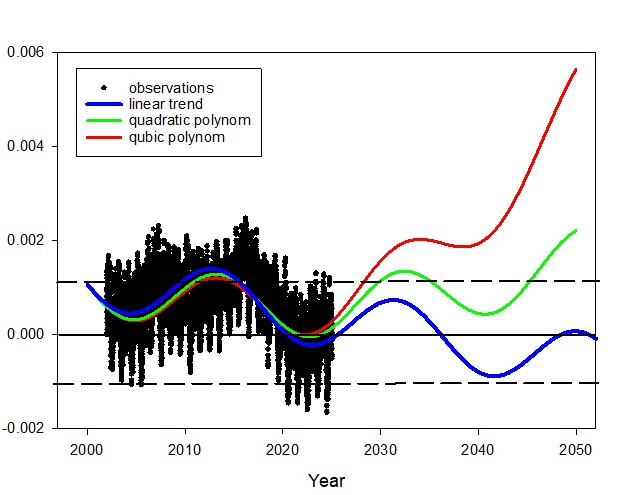 0.006
observations
linear trend
quadratic polynom
qubic polynom
0.004
0.002
0.000
-0.002
2000 2010 2020 2030 2040 2050
Year